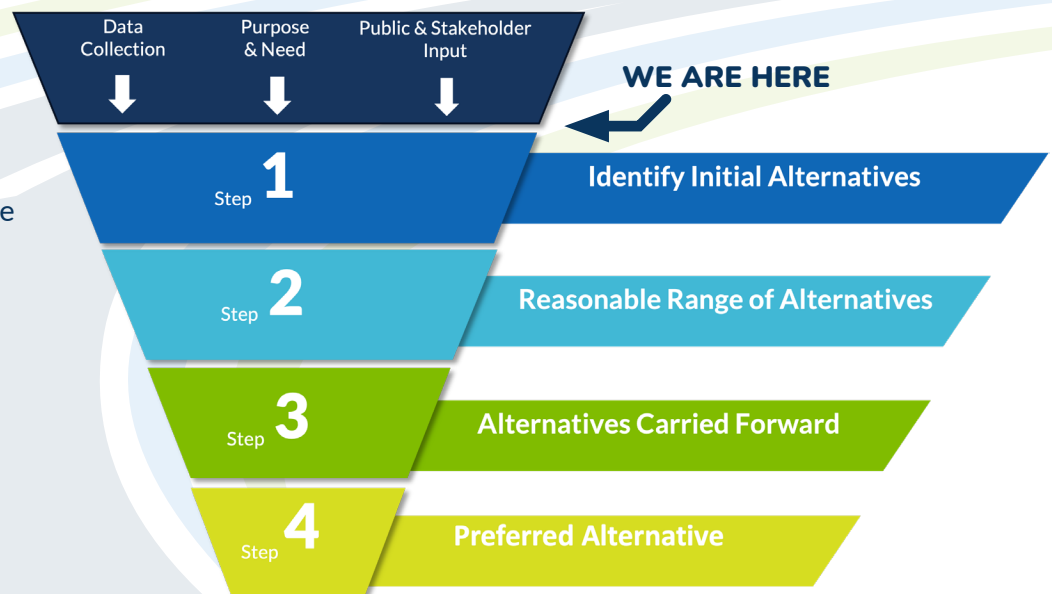 Data
Collection
Purpose
& Need
Public & Stakeholder
Input
WE ARE HERE
Step 1
Identify Initial Alternatives
e
Step 2
Reasonable Range of Alternatives
Step 3
Alternatives Carried Forward
Step 4
Preferred Alternative